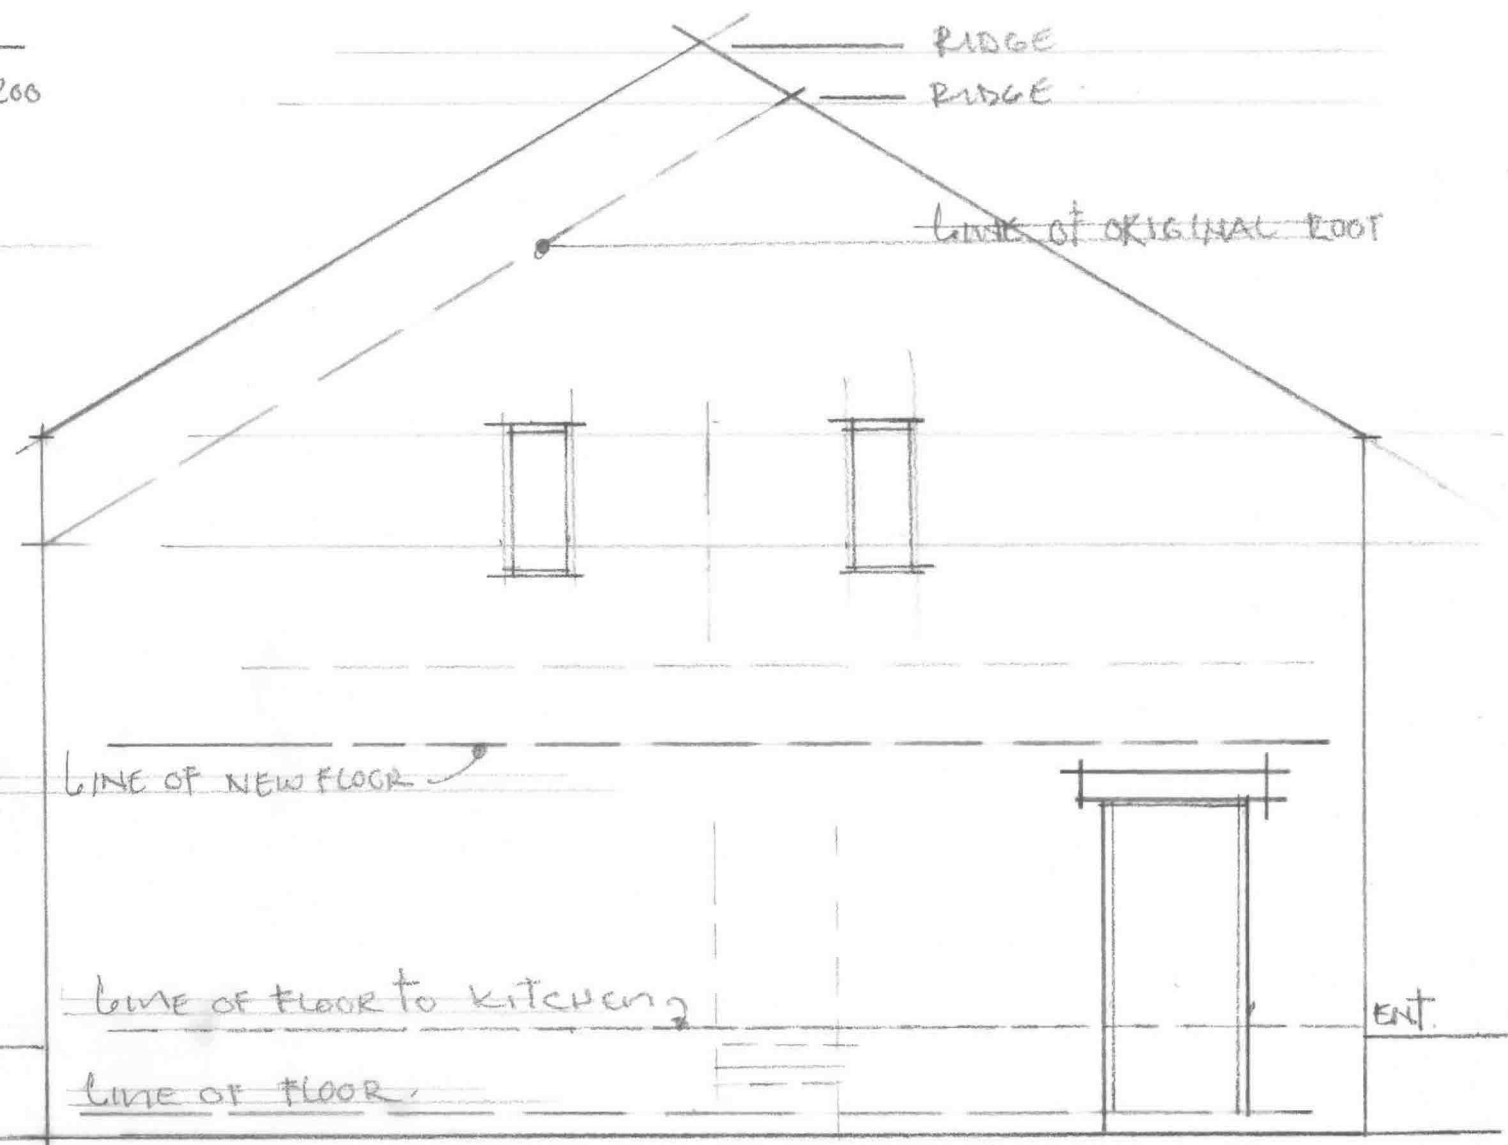 RIDGE
200
RIDGE
LINE OF ORIGINAL ROOF
LINE OF NEW FLOOR
LINE OF FLOOR TO KITCHEN
ENT.
LINE OF FLOOR.